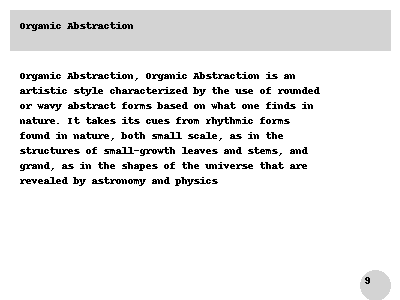 Organic Abstraction
Organic Abstraction, Organic Abstraction is an
artistic style characterized by the use of rounded
or wavy abstract forms based on what one finds in
nature. It takes its cues from rhythmic forms
found in nature, both small scale, as in the
structures of small-growth leaves and stems, and
grand, as in the shapes of the universe that are
revealed by astronomy and physics
9